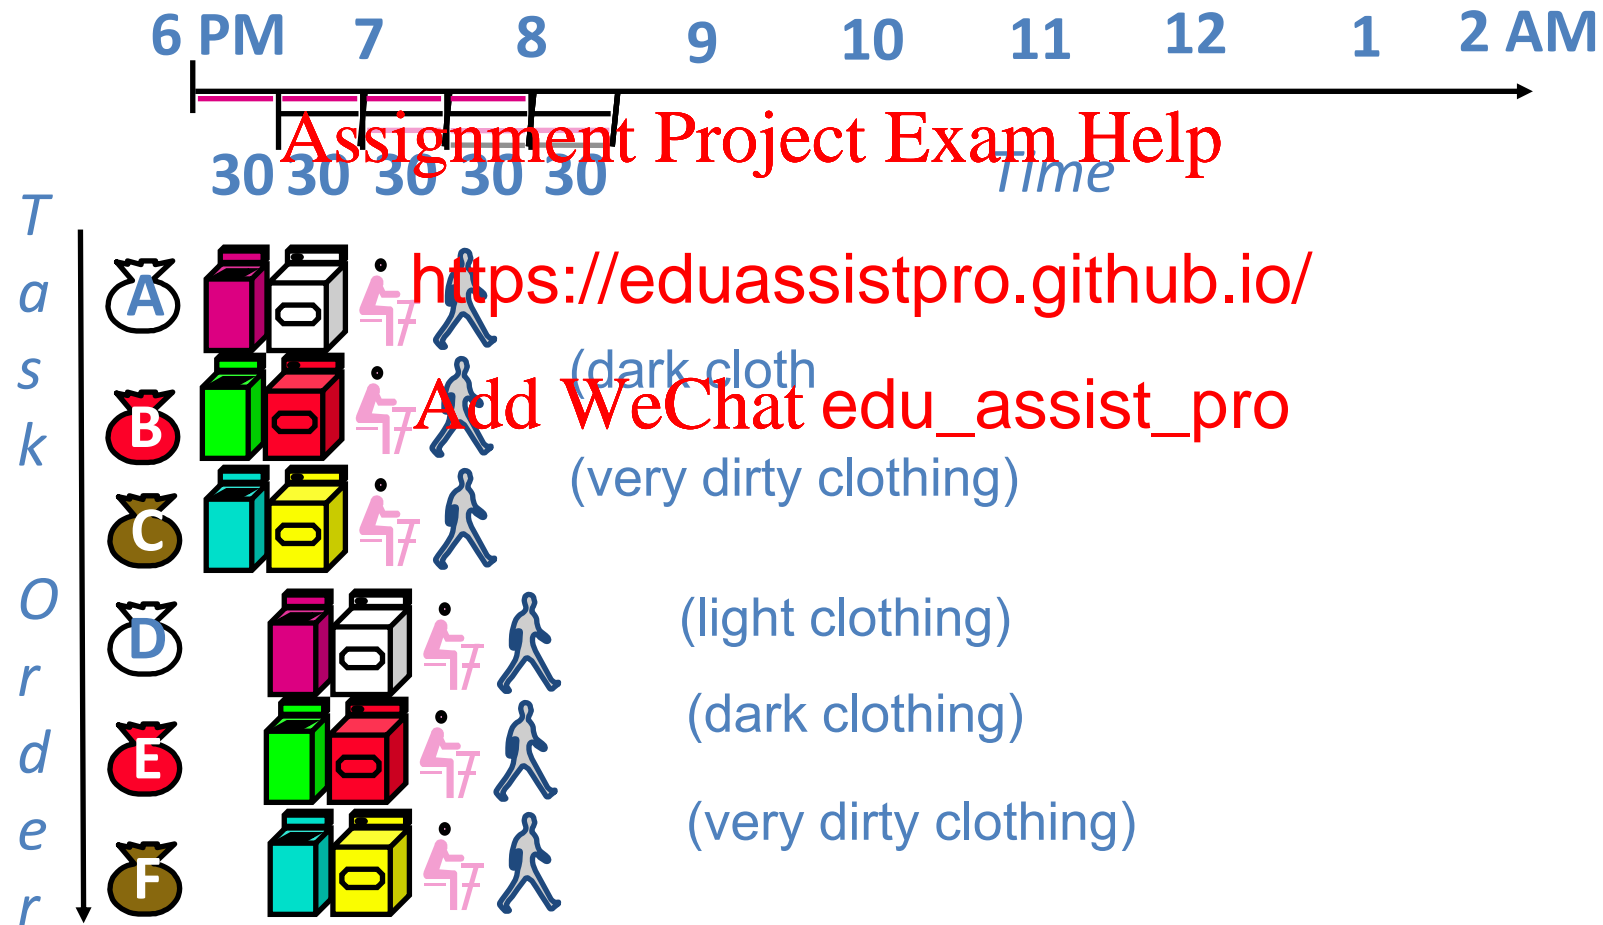 6 PM 7 8 9 10 11 12 1 2 AM
Assignment Project Exam Help
30 30 30 30 30 Time
Task Order
A https://eduassistpro.github.io/
(dark cloth
B Add WeChat edu_assist_pro
(very dirty clothing)
C
D (light clothing)
(dark clothing)
E
(very dirty clothing)
F